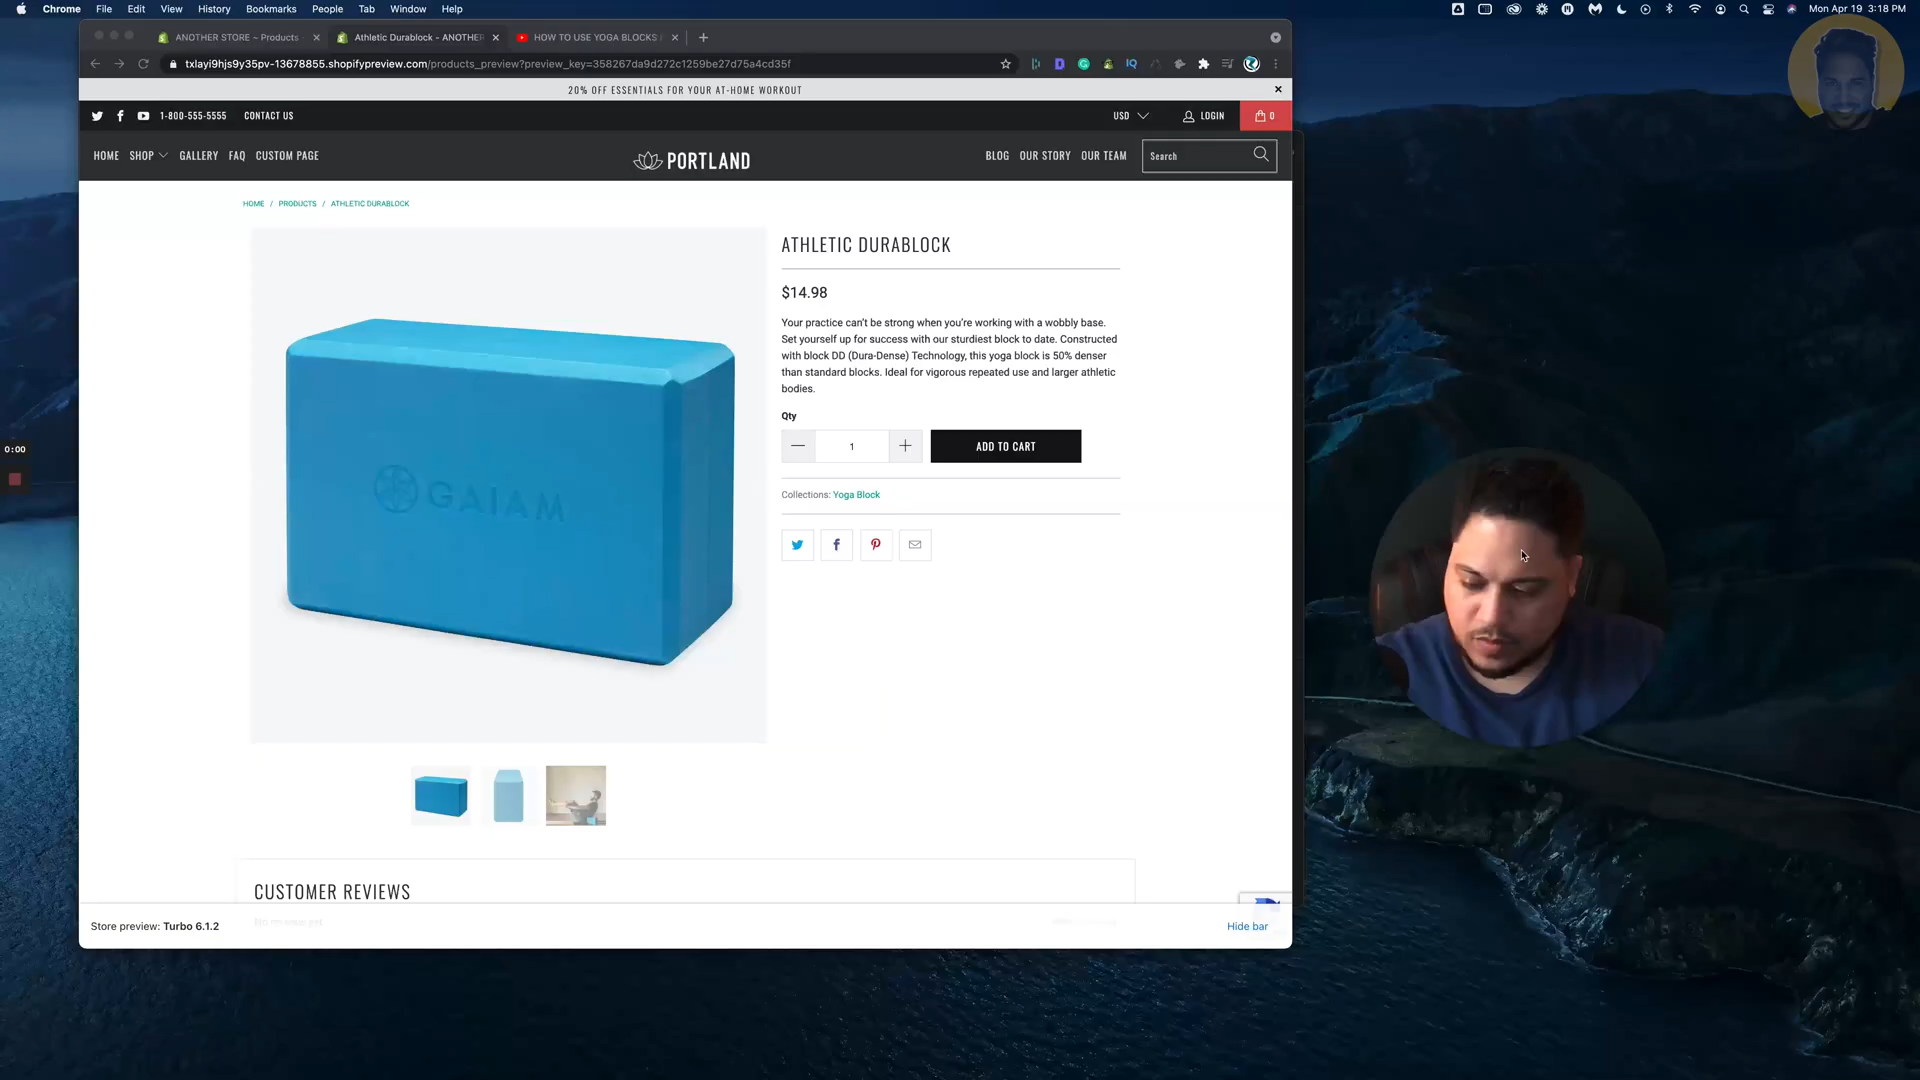 Chrome File Edit View History Bookmarks People Tab Window Help
Mon Apr 19 3:18 PM
ANOTHER STORE ~ Products
Athletic Durablock - ANOTHER
HOW TO USE YOGA BLOCKS
txlayi9hjs9y35pv-13678855.shopifypreview.com/products_preview?preview_key=358267da9d272c1259be27d75a4cd35f
20% OFF ESSENTIALS FOR YOUR AT-HOME WORKOUT
1-800-555-5555 CONTACT US
USD LOGIN 0
HOME SHOP GALLERY FAQ CUSTOM PAGE
PORTLAND
BLOG OUR STORY OUR TEAM Search
HOME / PRODUCTS / ATHLETIC DURABLOCK
ATHLETIC DURABLOCK
$14.98
Your practice can't be strong when you're working with a wobbly base.
Set yourself up for success with our sturdiest block to date. Constructed
with block DD (Dura-Dense) Technology, this yoga block is 50% denser
than standard blocks. Ideal for vigorous repeated use and larger athletic
bodies.
Qty
1
ADD TO CART
0:00
GAIAM
Collections: Yoga Block
CUSTOMER REVIEWS
No reviews yet
Store preview: Turbo 6.1.2
Hide bar